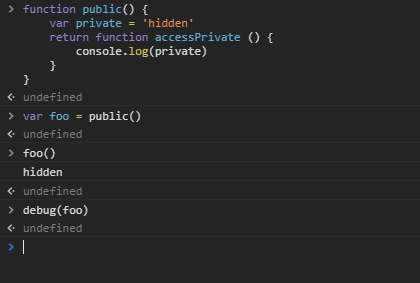 > function public() {
var private = 'hidden'
return function accessPrivate () {
console.log(private)
}
}
undefined
> var foo = public()
undefined
> foo()
hidden
undefined
> debug(foo)
undefined
>